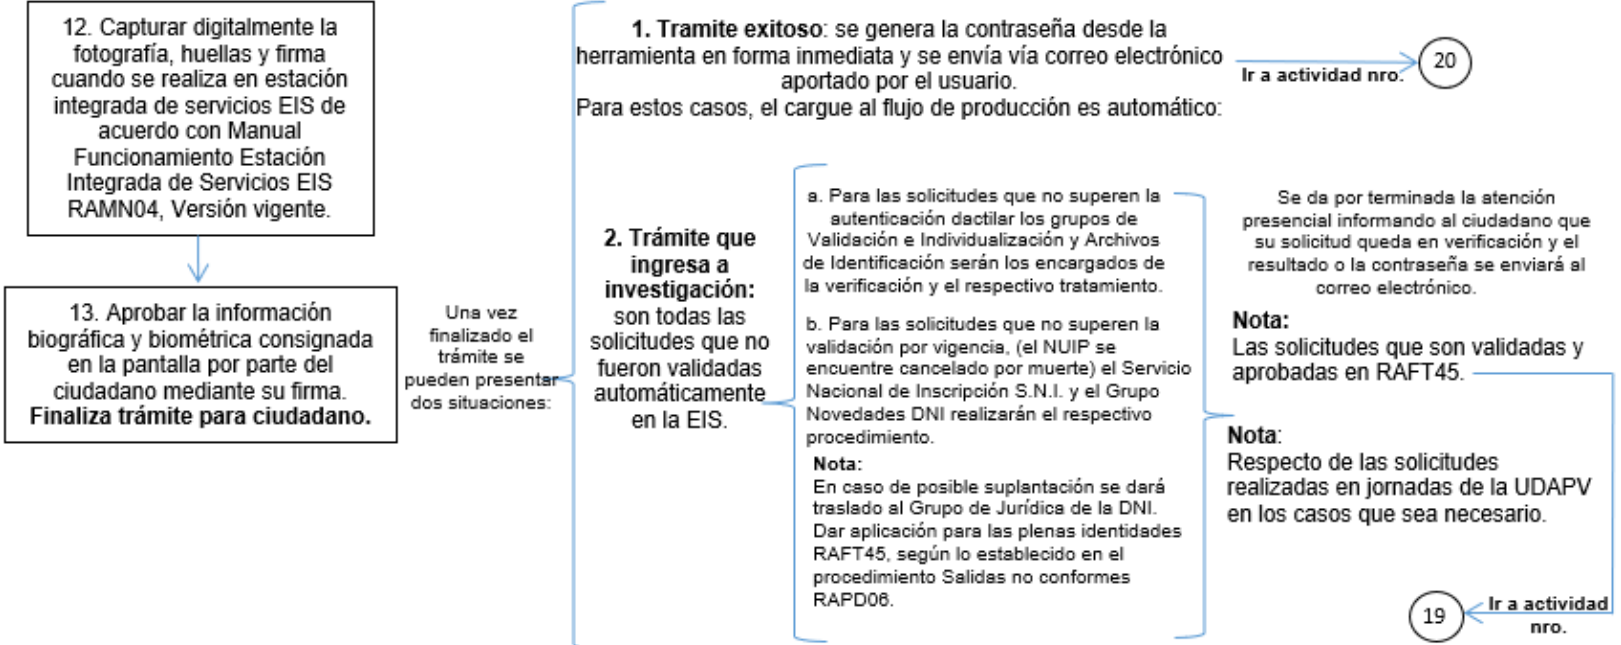 12. Capturar digitalmente la
fotografía, huellas y firma
cuando se realiza en estación
integrada de servicios EIS de
acuerdo con Manual
Funcionamiento Estación
Integrada de Servicios EIS
RAMN04, Versión vigente.
13. Aprobar la información
biográfica y biométrica consignada
en la pantalla por parte del
ciudadano mediante su firma.
Finaliza trámite para ciudadano.
Una vez
finalizado el
trámite se
pueden presentar
dos situaciones:
1. Tramite exitoso: se genera la contraseña desde la
herramienta en forma inmediata y se envía vía correo electrónico
aportado por el usuario.
Para estos casos, el cargue al flujo de producción es automático:
Ir a actividad nro.
20
2. Trámite que
ingresa a
investigación:
son todas las
solicitudes que no
fueron validadas
automáticamente
en la EIS.
a. Para las solicitudes que no superen la
autenticación dactilar los grupos de
Validación e Individualización y Archivos
de Identificación serán los encargados de
la verificación y el respectivo tratamiento.
b. Para las solicitudes que no superen la
validación por vigencia, (el NUIP se
encuentre cancelado por muerte) el Servicio
Nacional de Inscripción S.N.I. y el Grupo
Novedades DNI realizarán el respectivo
procedimiento.
Nota:
En caso de posible suplantación se dará
traslado al Grupo de Jurídica de la DNI.
Dar aplicación para las plenas identidades
RAFT45, según lo establecido en el
procedimiento Salidas no conformes
RAPD06.
Se da por terminada la atención
presencial informando al ciudadano que
su solicitud queda en verificación y el
resultado o la contraseña se enviará al
correo electrónico.
Nota:
Las solicitudes que son validadas y
aprobadas en RAFT45.
Nota:
Respecto de las solicitudes
realizadas en jornadas de la UDAPV
en los casos que sea necesario.
Ir a actividad
nro.
19